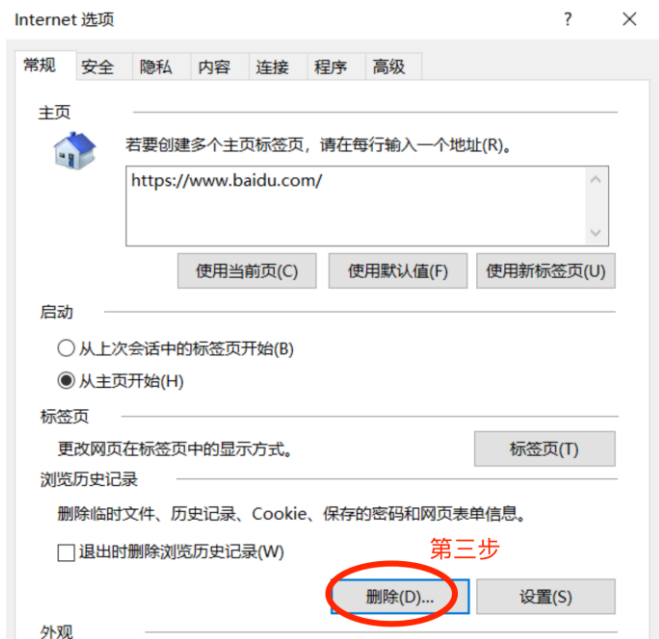 Internet 选项 ? ×
常规 安全 隐私 内容 连接 程序 高级
主页
若要创建多个主页标签页，请在每行输入一个地址(R)。
https://www.baidu.com/
使用当前页(C) 使用默认值(F) 使用新标签页(U)
启动
从上次会话中的标签页开始(B)
从主页开始(H)
标签页
更改网页在标签页中的显示方式。 标签页(T)
浏览历史记录
删除临时文件、历史记录、Cookie、保存的密码和网页表单信息。
退出时删除浏览历史记录(W) 第三步
删除(D)... 设置(S)
外观